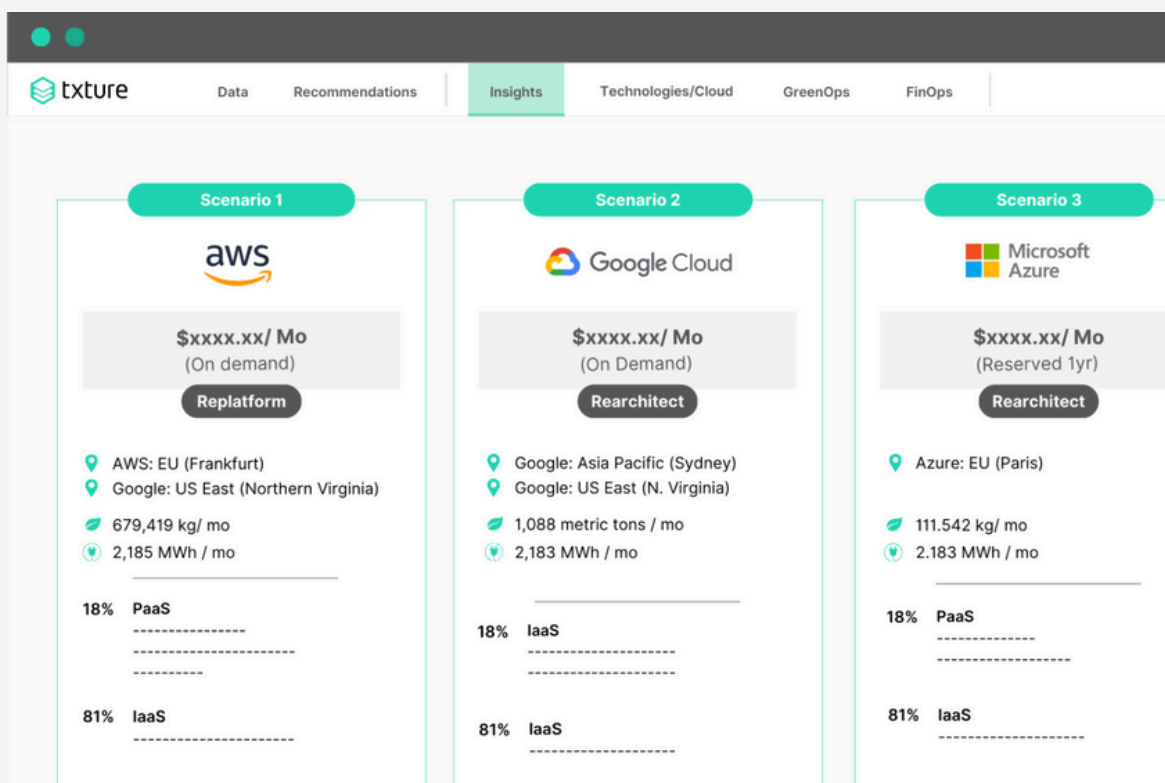 txture
Data Recommendations Insights Technologies/Cloud GreenOps FinOps
Scenario 1
aws
$xxxx.xx/ Mo
(On demand)
Replatform
AWS: EU (Frankfurt)
Google: US East (Northern Virginia)
679,419 kg/ mo
2,185 MWh / mo
18% PaaS
----------------
-----------------------
----------
81% IaaS
-----------------------
Scenario 2
Google Cloud
$xxxx.xx/ Mo
(On Demand)
Rearchitect
Google: Asia Pacific (Sydney)
Google: US East (N. Virginia)
1,088 metric tons / mo
2,183 MWh / mo
18% IaaS
---------------------
---------------------
81% IaaS
---------------------
Scenario 3
Microsoft
Azure
$xxxx.xx/ Mo
(Reserved 1yr)
Rearchitect
Azure: EU (Paris)
111.542 kg/ mo
2.183 MWh / mo
18% PaaS
--------------
-------------------
81% IaaS
---------------------